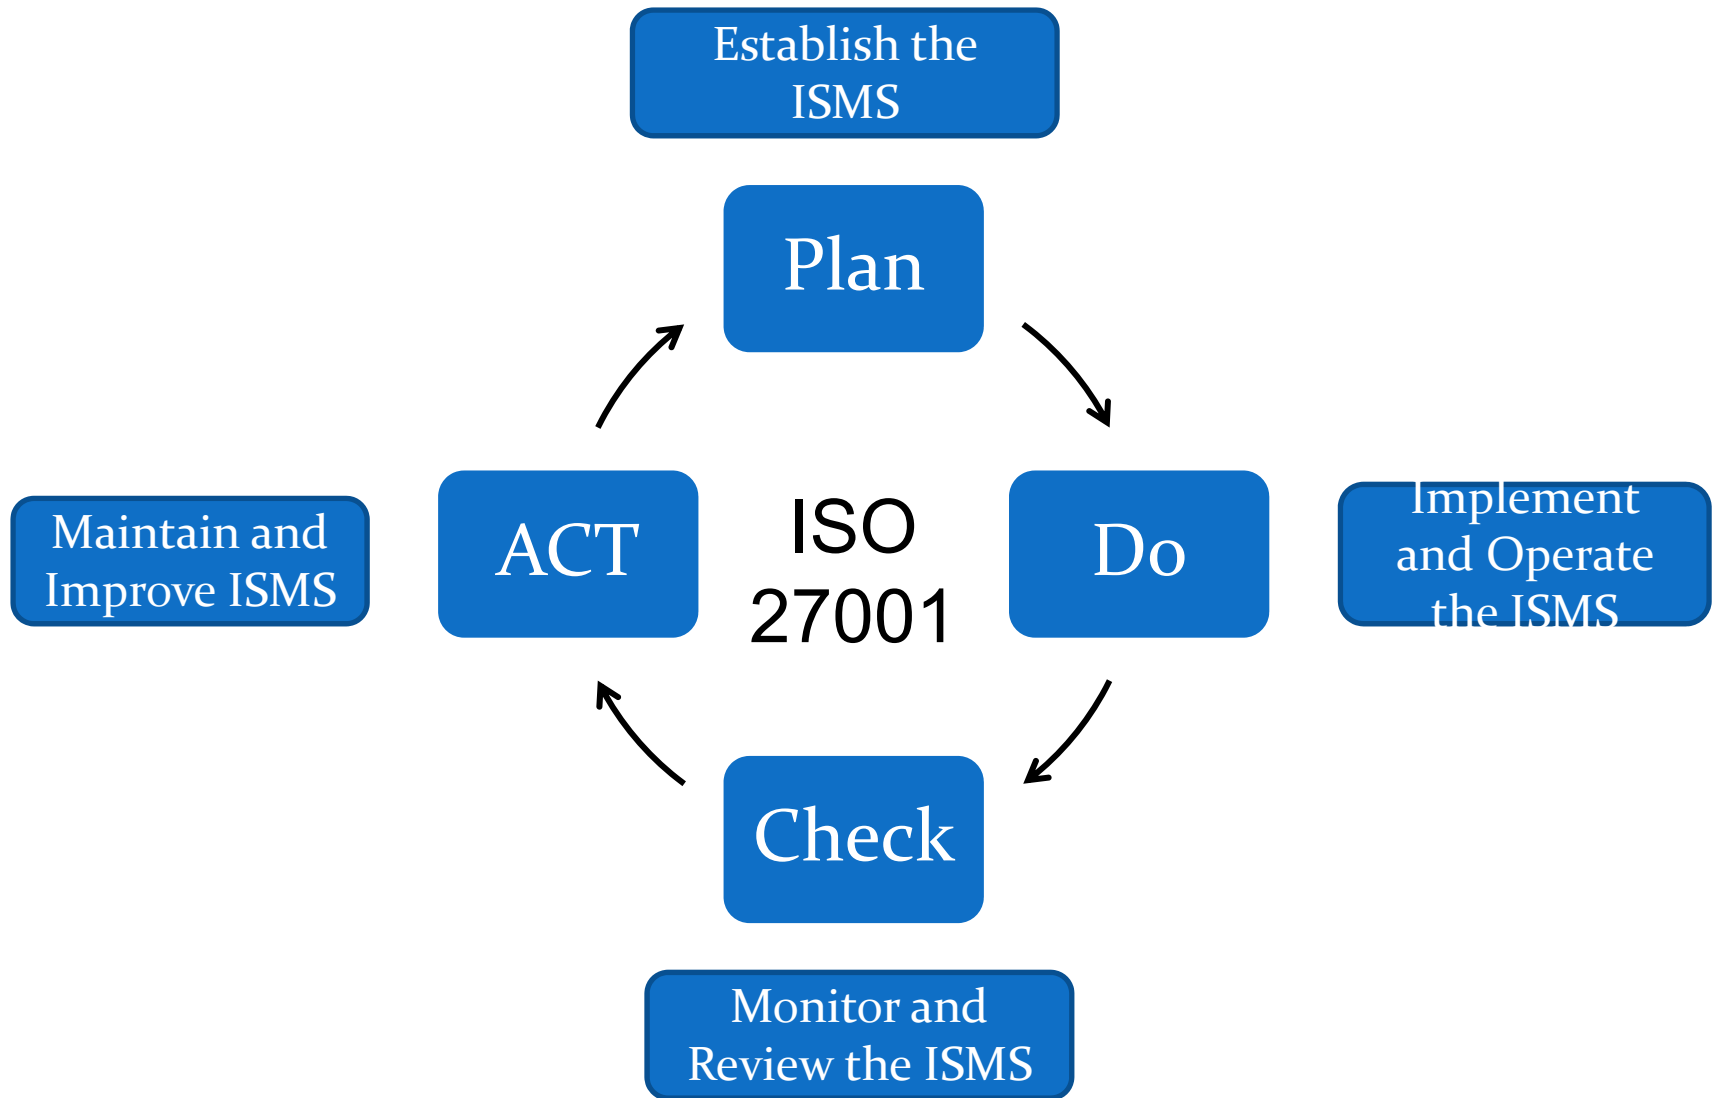 Establish the
ISMS
Plan
Maintain and
Improve ISMS
ACT
ISO
27001
Do
Implement
and Operate
the ISMS
Check
Monitor and
Review the ISMS